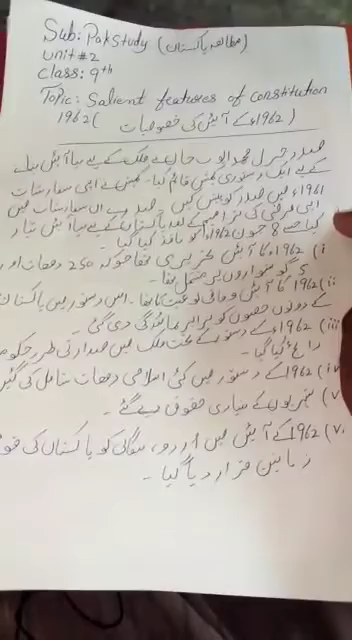 Sub: Pakstudy (مطالعہ پاکستان)
Unit #2
Class: 9th
Topic: Salient features of constitution
1962 (1962ء کے آئین کی خصوصیات)
صدر جنرل محمد ایوب خان نے ملک کے لیے نیا آئین بنانے
کے لیے ایک دستوری کمیشن قائم کیا۔ کمیشن نے اپنی سفارشات
1961ء میں صدر کو پیش کیں۔ صدر نے ان سفارشات میں
اپنی مرضی کی ترامیم کے بعد پاکستان کے لیے نیا آئین تیار
کیا جسے 8 جون 1962ء کو نافذ کیا گیا۔
i) 1962ء کا آئین تحریری تھا جو کہ 250 دفعات اور
5 گوشواروں پر مشتمل تھا۔
ii) 1962ء کا آئین وفاقی نوعیت کا تھا۔ اس دستور میں پاکستان
کے دونوں حصوں کو برابر نمائندگی دی گئی۔
iii) 1962ء کے دستور کے تحت ملک میں صدارتی طرز حکومت
رائج کیا گیا۔
iv) 1962ء کے دستور میں کئی اسلامی دفعات شامل کی گئیں
v) شہریوں کے بنیادی حقوق دیے گئے۔
v) 1962ء کے آئین میں اردو، بنگالی کو پاکستان کی
زبانیں قرار دیا گیا۔